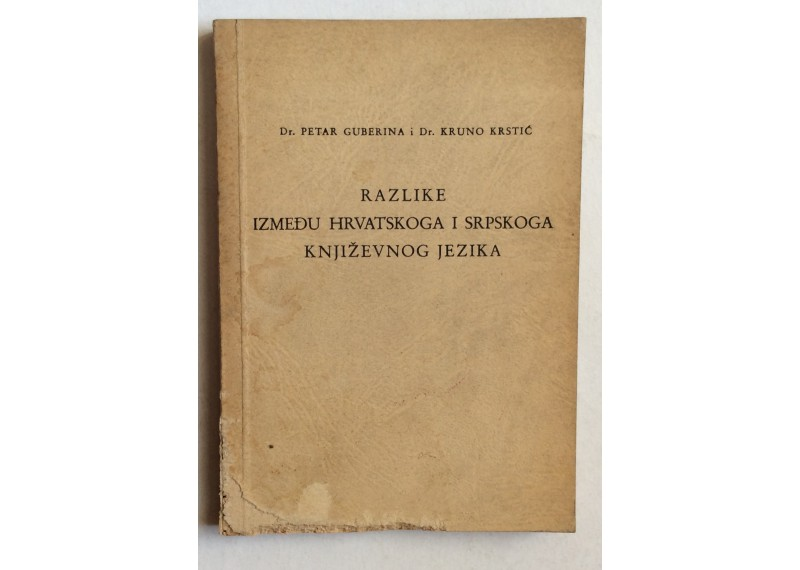 Dr. PETAR GUBERINA i Dr. KRUNO KRSTIĆ
RAZLIKE
IZMEĐU HRVATSKOGA I SRPSKOGA
KNJIŽEVNOG JEZIKA